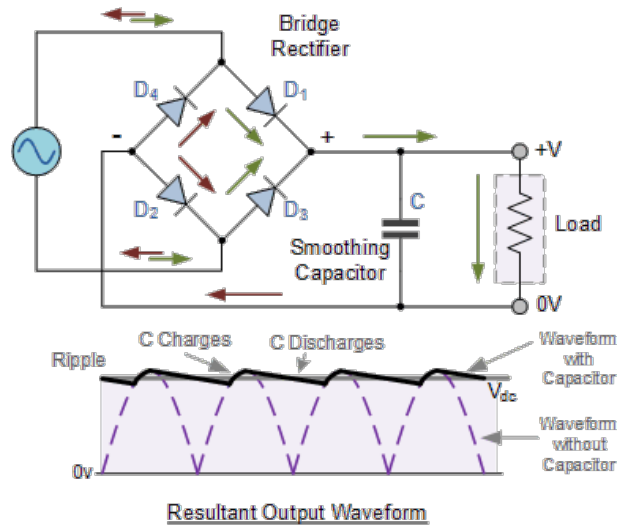 Bridge
Rectifier
D4
D1
-
+
+V
D2
D3
C
Load
Smoothing
Capacitor
0V
C Charges
C Discharges
Waveform
with
Capacitor
Ripple
Vdc
Waveform
without
Capacitor
0v
Resultant Output Waveform